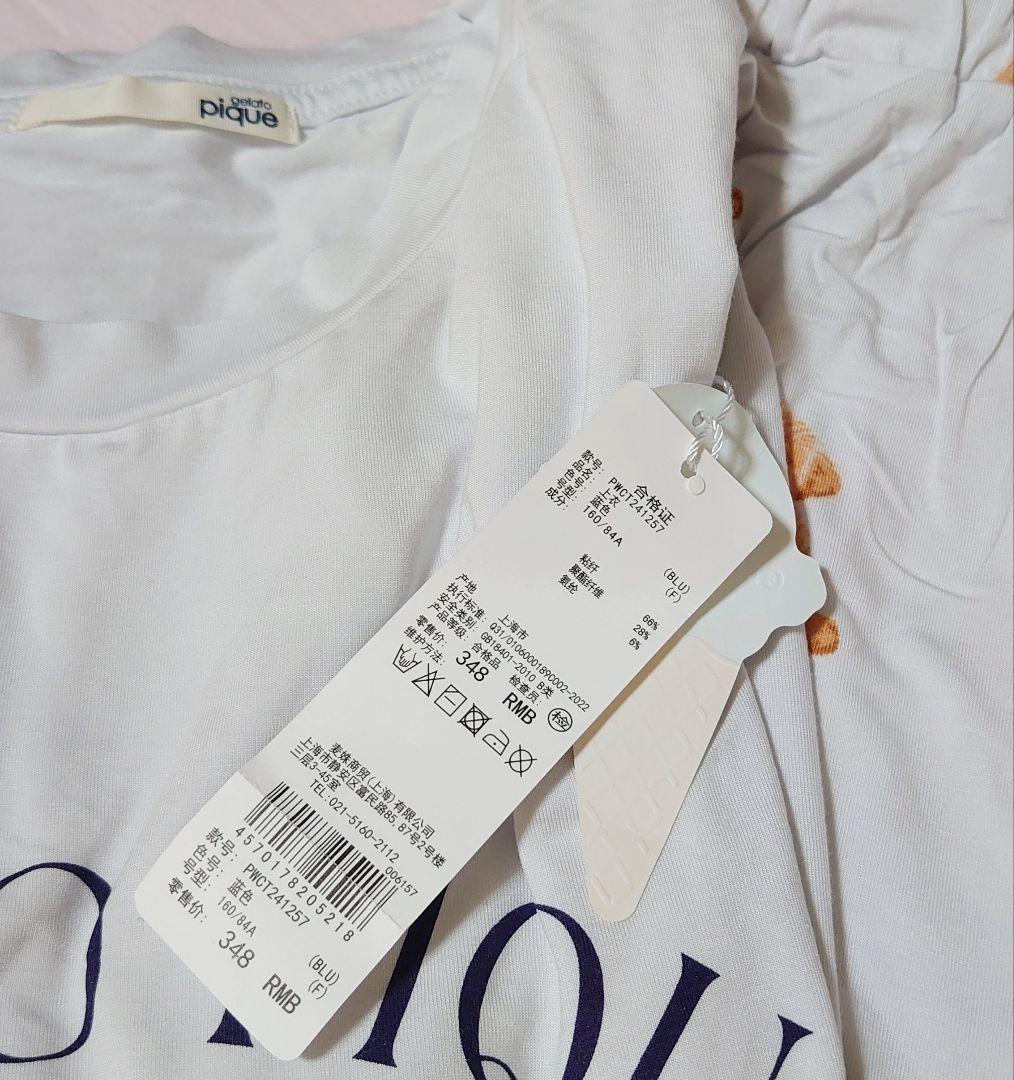 gelato
pique
合格证
款号: PWCT241257
品名: 上衣
色号: 蓝色 (BLU)
号型: 160/84A (F)
成分:
粘纤 66%
聚酯纤维 28%
氨纶 6%
产地 上海市
执行标准: Q31/01060001890002-2022
安全类别: GB18401-2010 B类
产品等级: 合格品 检查员: 检
零售价: 348 RMB
维护方法:
麦姝商贸(上海)有限公司
上海市静安区富民路85,87号2号楼
三层3-45室
TEL:021-5160-2112
006157
4570178205218
款号: PWCT241257
色号: 蓝色 (BLU)
号型: 160/84A (F)
零售价: 348 RMB